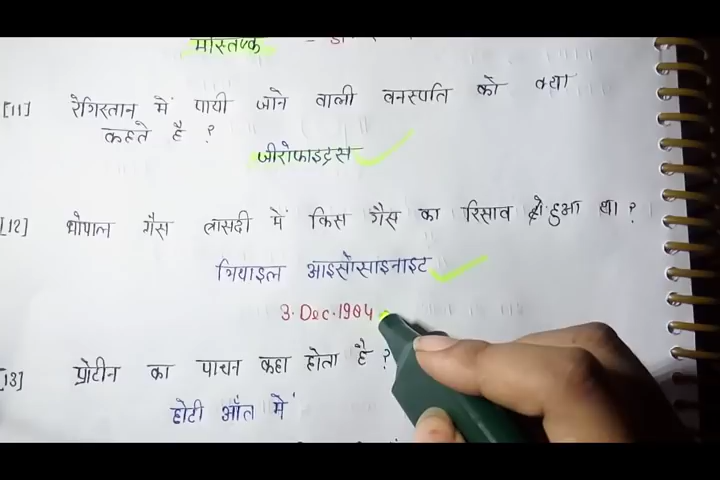 मस्तिष्क -
[11] रेगिस्तान में पायी जाने वाली वनस्पति को क्या
कहते है ?
जीरोफाइट्स
[12] भोपाल गैस त्रासदी में किस गैस का रिसाव हुआ था ?
मियाइल आइसोसाइनाइट
3. Dec. 1984
[13] प्रोटीन का पाचन कहा होता है ?
छोटी आँत में